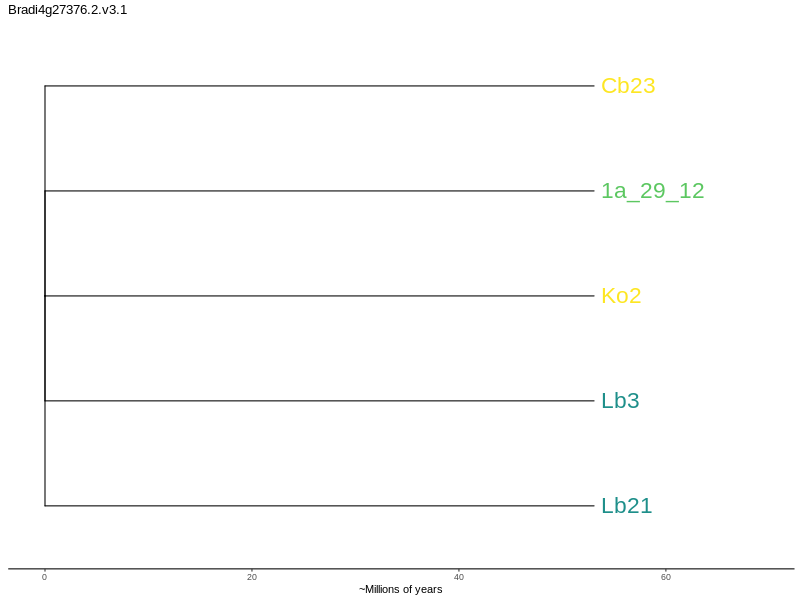 Bradi4g27376.2.v3.1
Cb23
1a_29_12
Ko2
Lb3
Lb21
0 20 40 60
~Millions of years